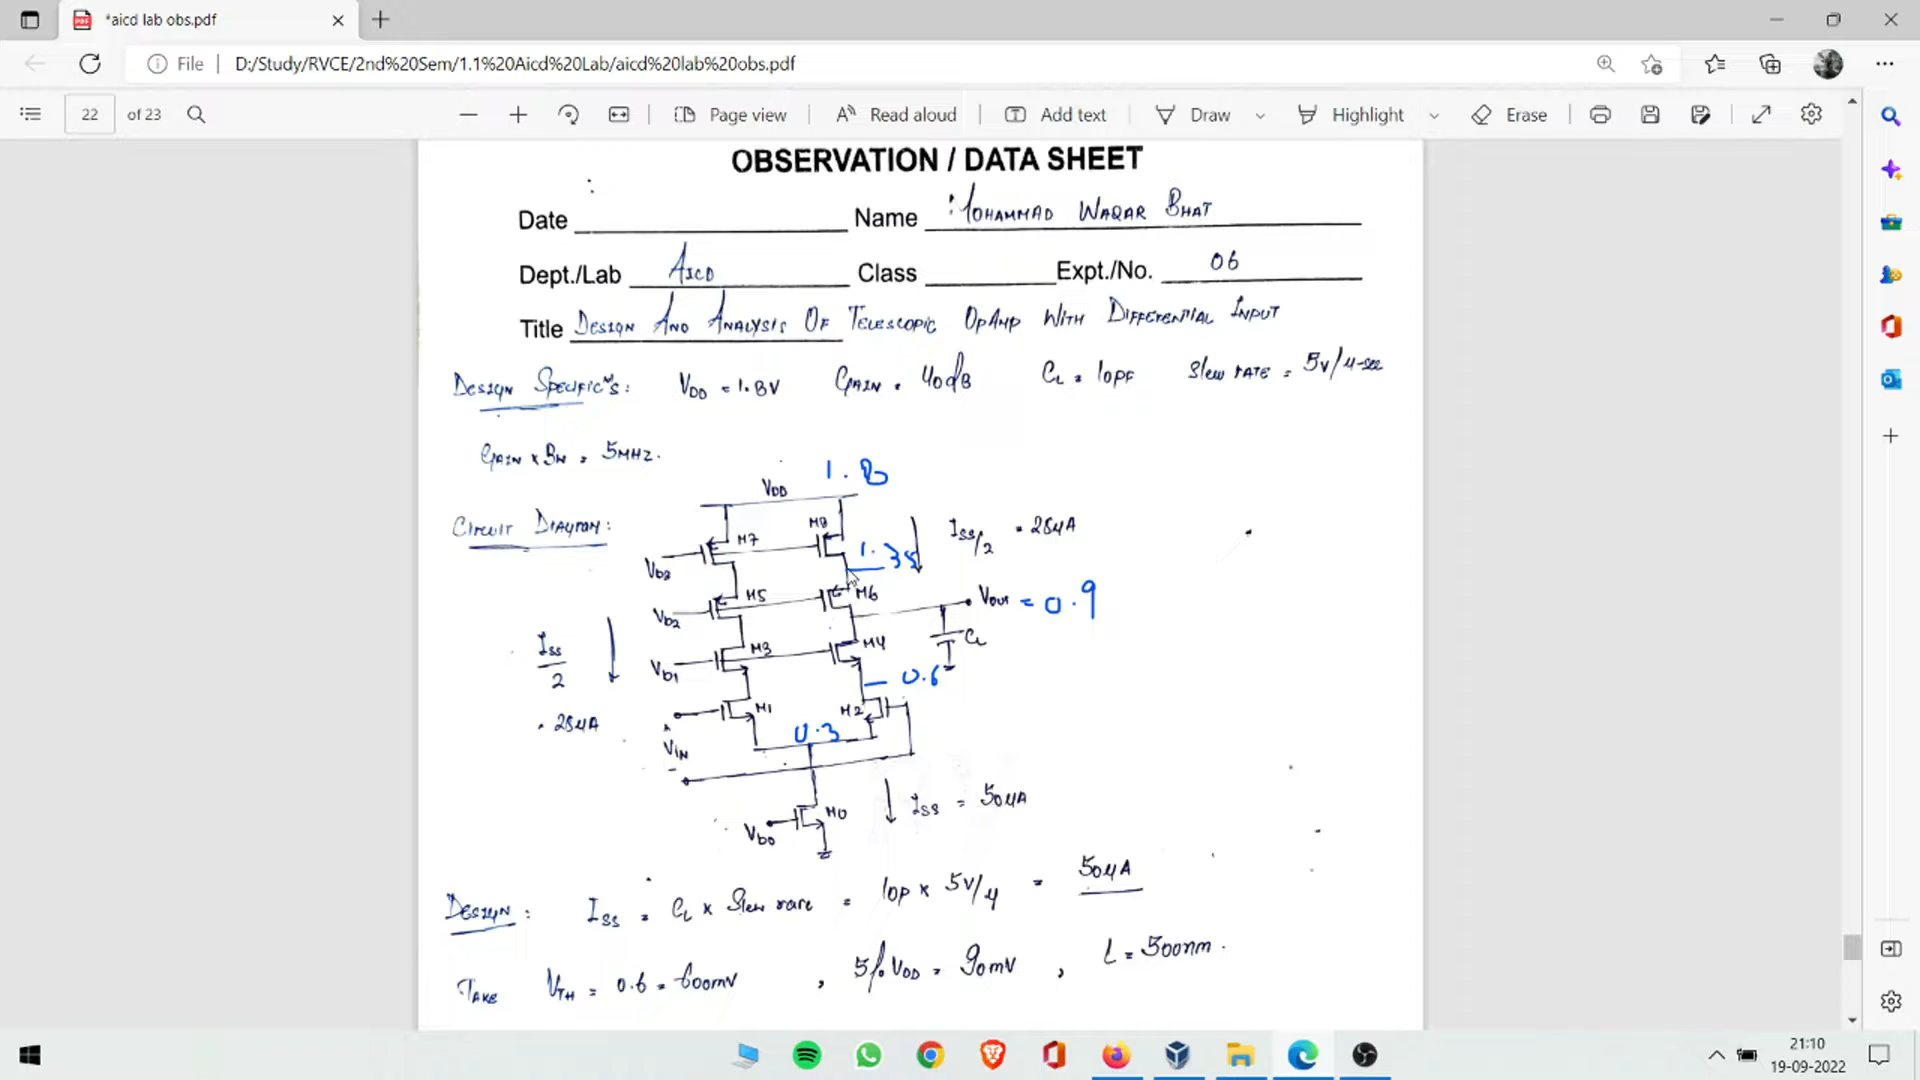 *aicd lab obs.pdf
File D:/Study/RVCE/2nd%20Sem/1.1%20Aicd%20Lab/aicd%20lab%20obs.pdf
22 of 23 Page view Read aloud Add text Draw Highlight Erase
OBSERVATION / DATA SHEET
Date Name MOHAMMAD WAQAR BHAT
Dept./Lab AICD Class Expt./No. 06
Title DESIGN AND ANALYSIS OF TELESCOPIC OPAMP WITH DIFFERENTIAL INPUT
DESIGN SPECIFIC'S: VDD = 1.8V GAIN = 40dB CL = 10PF Slew RATE = 5V/μ-sec
GAIN x BW = 5MHZ.
VDD 1.8
CIRCUIT DIAGRAM:
M7 M8 ISS/2 = 25μA
Vb3 1.35
M5 M6 VOUT = 0.9
Vb2
ISS/2 M3 M4 CL
Vb1 0.6
= 25μA M1 M2
VIN 0.3
+
-
ISS = 50μA
Vb0 M0
DESIGN: ISS = CL x Slew rate = 10P x 5V/μ = 50μA
TAKE VTH = 0.6 = 600mV , 5% VDD = 90mV , L = 500nm.
21:10
19-09-2022